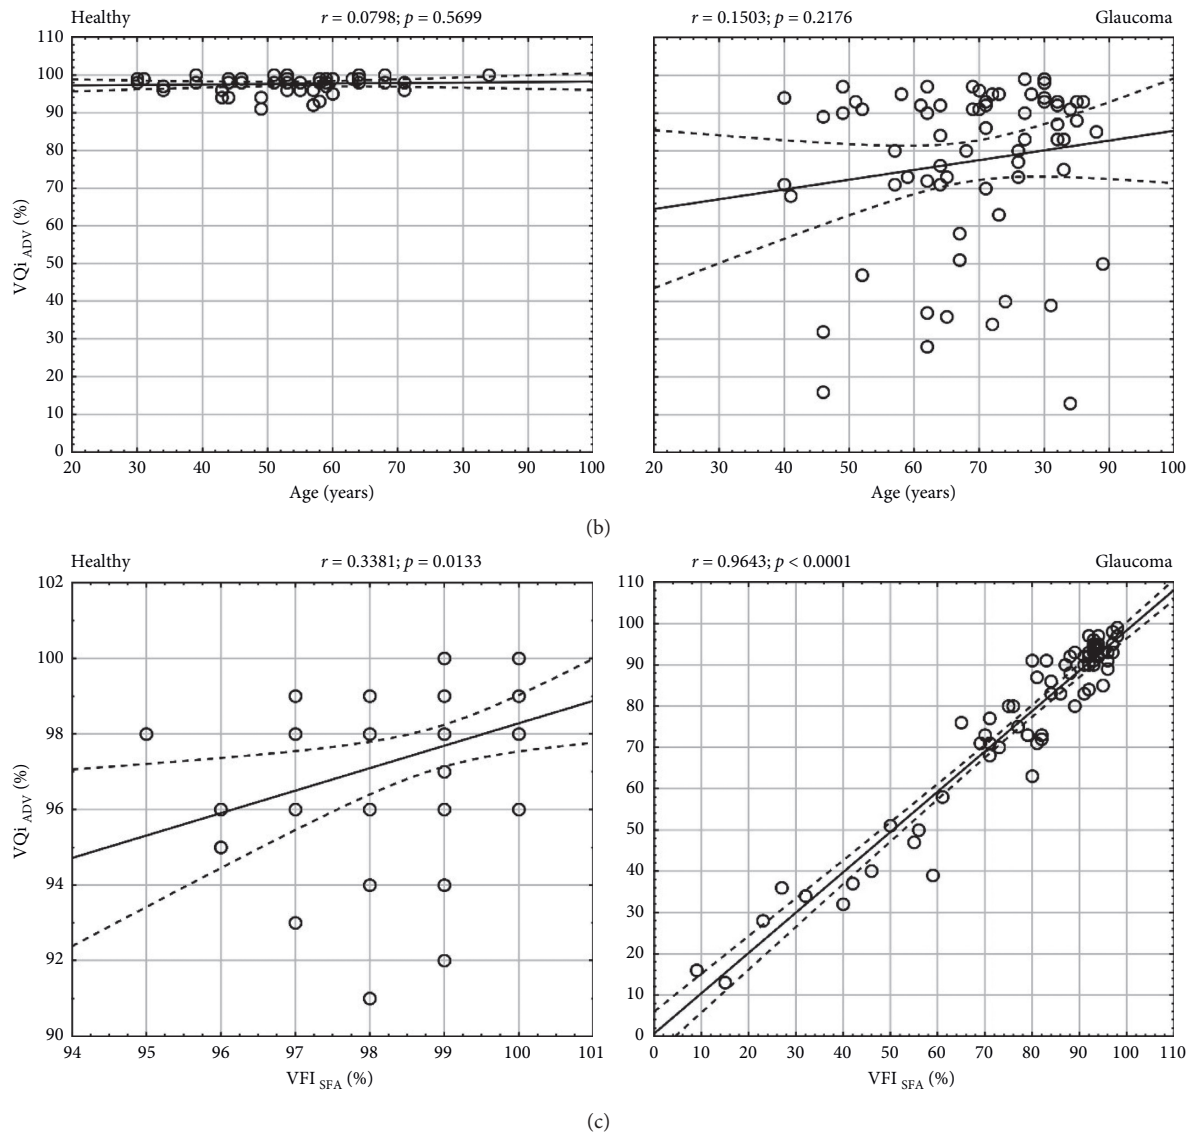 Healthy
r = 0.0798; p = 0.5699
r = 0.1503; p = 0.2176
Glaucoma
110
100
90
80
70
60
50
40
30
20
10
0
VQi ADV (%)
20 30 40 50 60 70 30 90 100
Age (years)
20 30 40 50 60 70 30 90 100
Age (years)
(b)
Healthy
r = 0.3381; p = 0.0133
r = 0.9643; p < 0.0001
Glaucoma
102
100
98
96
94
92
90
VQi ADV (%)
94 95 96 97 98 99 100 101
VFI SFA (%)
110
100
90
80
70
60
50
40
30
20
10
0
0 10 20 30 40 50 60 70 80 90 100 110
VFI SFA (%)
(c)